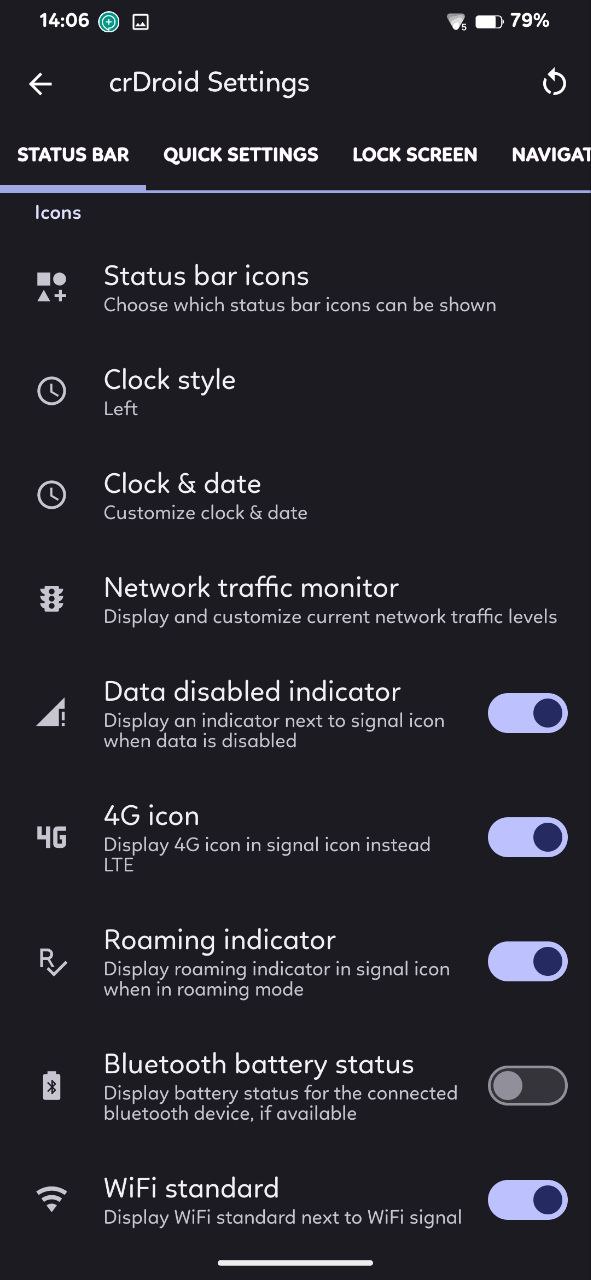 14:06 5 79%
crDroid Settings
STATUS BAR QUICK SETTINGS LOCK SCREEN NAVIGAT
Icons
Status bar icons
Choose which status bar icons can be shown
Clock style
Left
Clock & date
Customize clock & date
Network traffic monitor
Display and customize current network traffic levels
Data disabled indicator
Display an indicator next to signal icon
when data is disabled
4G icon
4G
Display 4G icon in signal icon instead
LTE
Roaming indicator
R
Display roaming indicator in signal icon
when in roaming mode
Bluetooth battery status
Display battery status for the connected
bluetooth device, if available
WiFi standard
Display WiFi standard next to WiFi signal